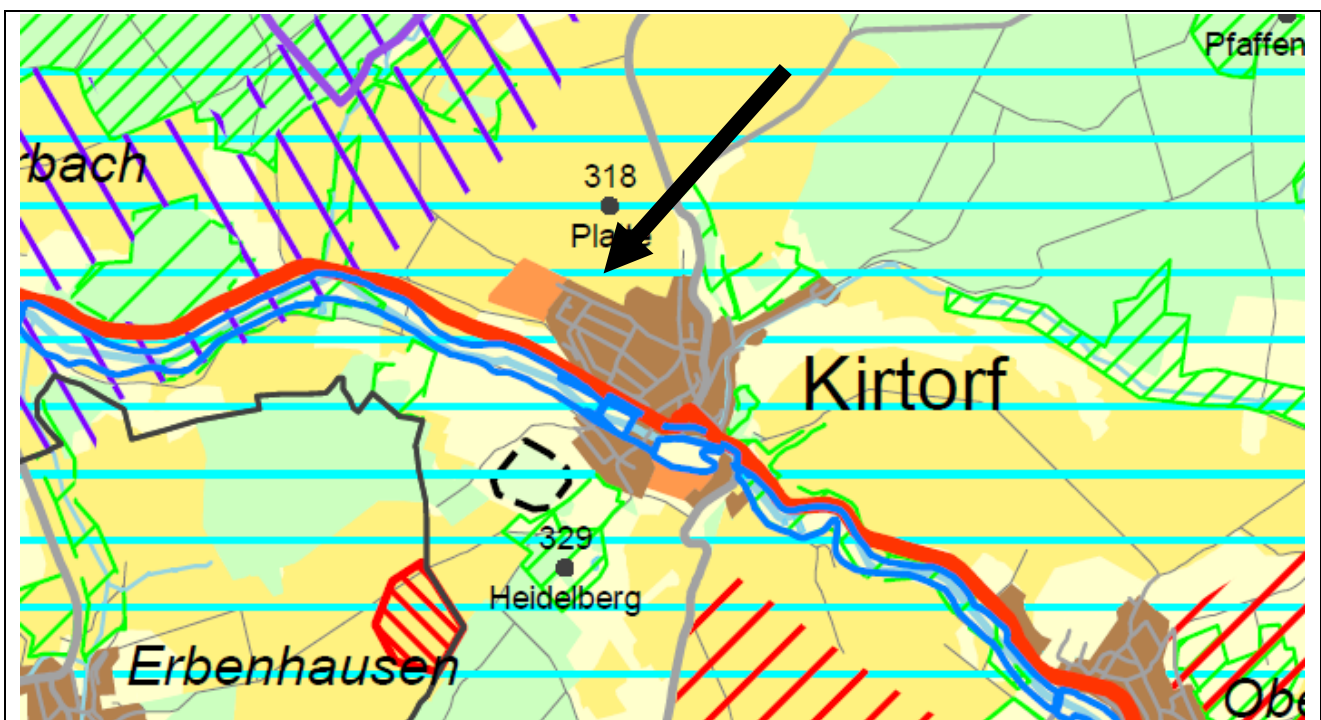 Pfaffen
rbach
318
Kirtorf
329
Heidelberg
Erbenhausen
Obe